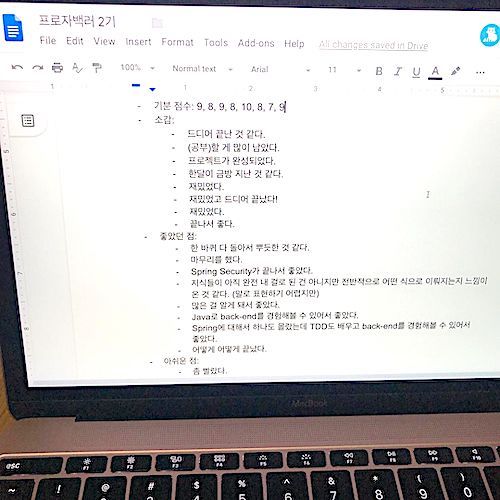 프로자백러 2기
File Edit View Insert Format Tools Add-ons Help All changes saved in Drive
100% Normal text Arial 11 B I U A
- 기분 점수: 9, 8, 9, 8, 10, 8, 7, 9
- 소감:
- 드디어 끝난 것 같다.
- (공부)할 게 많이 남았다.
- 프로젝트가 완성되었다.
- 한달이 금방 지난 것 같다.
- 재밌었다.
- 재밌었고 드디어 끝났다!
- 재밌었다.
- 끝나서 좋다.
- 좋았던 점:
- 한 바퀴 다 돌아서 뿌듯한 것 같다.
- 마무리를 했다.
- Spring Security가 끝나서 좋았다.
- 지식들이 아직 완전 내 걸로 된 건 아니지만 전반적으로 어떤 식으로 이뤄지는지 느낌이
온 것 같다. (말로 표현하기 어렵지만)
- 많은 걸 알게 돼서 좋았다.
- Java로 back-end를 경험해볼 수 있어서 좋았다.
- Spring에 대해서 하나도 몰랐는데 TDD도 배우고 back-end를 경험해볼 수 있어서
좋았다.
- 어떻게 어떻게 끝났다.
- 아쉬운 점:
- 좀 빨랐다.
MacBook
esc F1 F2 F3 F4 F5 F6 F7 F8 F9 F10
~ ! @ # $ % ^ & * ( )